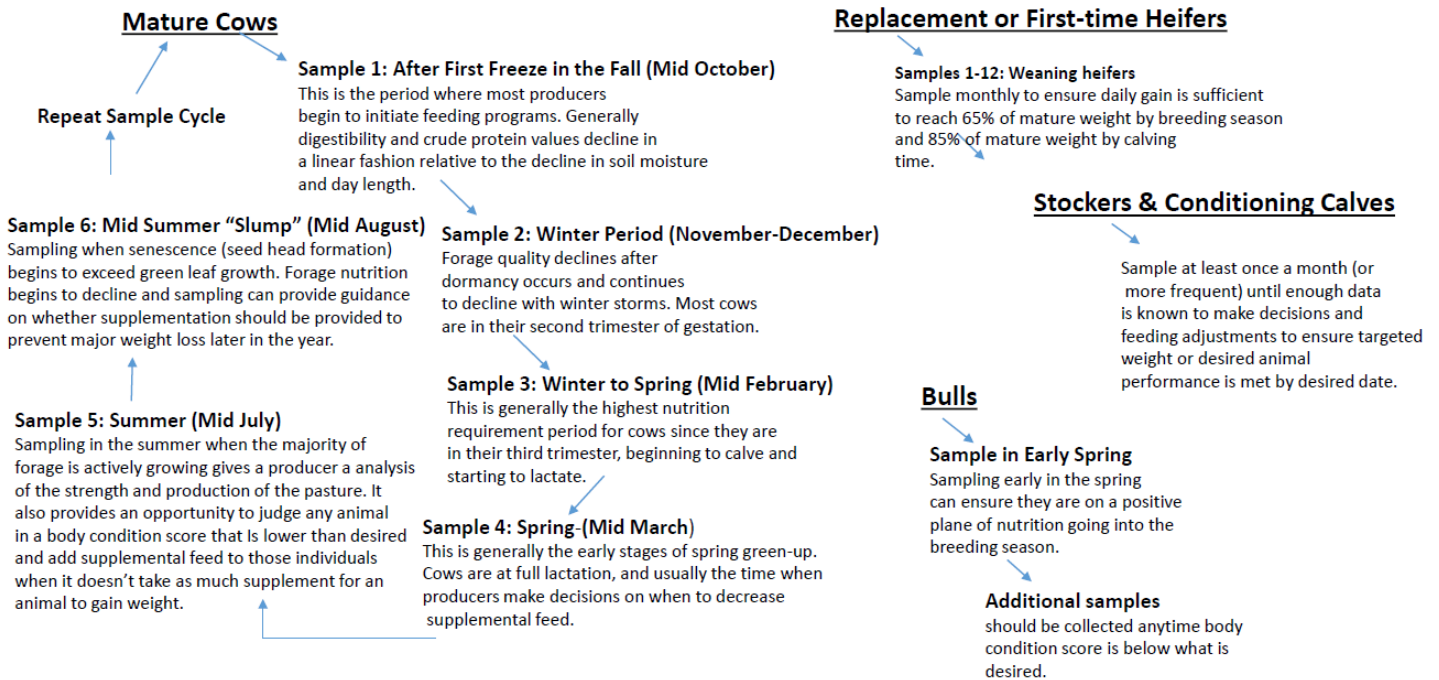 Mature Cows
Sample 1: After First Freeze in the Fall (Mid October)
This is the period where most producers
begin to initiate feeding programs. Generally
digestibility and crude protein values decline in
a linear fashion relative to the decline in soil moisture
and day length.
Sample 2: Winter Period (November-December)
Forage quality declines after
dormancy occurs and continues
to decline with winter storms. Most cows
are in their second trimester of gestation.
Sample 3: Winter to Spring (Mid February)
This is generally the highest nutrition
requirement period for cows since they are
in their third trimester, beginning to calve and
starting to lactate.
Sample 4: Spring-(Mid March)
This is generally the early stages of spring green-up.
Cows are at full lactation, and usually the time when
producers make decisions on when to decrease
supplemental feed.
Sample 5: Summer (Mid July)
Sampling in the summer when the majority of
forage is actively growing gives a producer a analysis
of the strength and production of the pasture. It
also provides an opportunity to judge any animal
in a body condition score that Is lower than desired
and add supplemental feed to those individuals
when it doesn’t take as much supplement for an
animal to gain weight.
Sample 6: Mid Summer “Slump” (Mid August)
Sampling when senescence (seed head formation)
begins to exceed green leaf growth. Forage nutrition
begins to decline and sampling can provide guidance
on whether supplementation should be provided to
prevent major weight loss later in the year.
Repeat Sample Cycle
Replacement or First-time Heifers
Samples 1-12: Weaning heifers
Sample monthly to ensure daily gain is sufficient
to reach 65% of mature weight by breeding season
and 85% of mature weight by calving
time.
Stockers & Conditioning Calves
Sample at least once a month (or
more frequent) until enough data
is known to make decisions and
feeding adjustments to ensure targeted
weight or desired animal
performance is met by desired date.
Bulls
Sample in Early Spring
Sampling early in the spring
can ensure they are on a positive
plane of nutrition going into the
breeding season.
Additional samples
should be collected anytime body
condition score is below what is
desired.